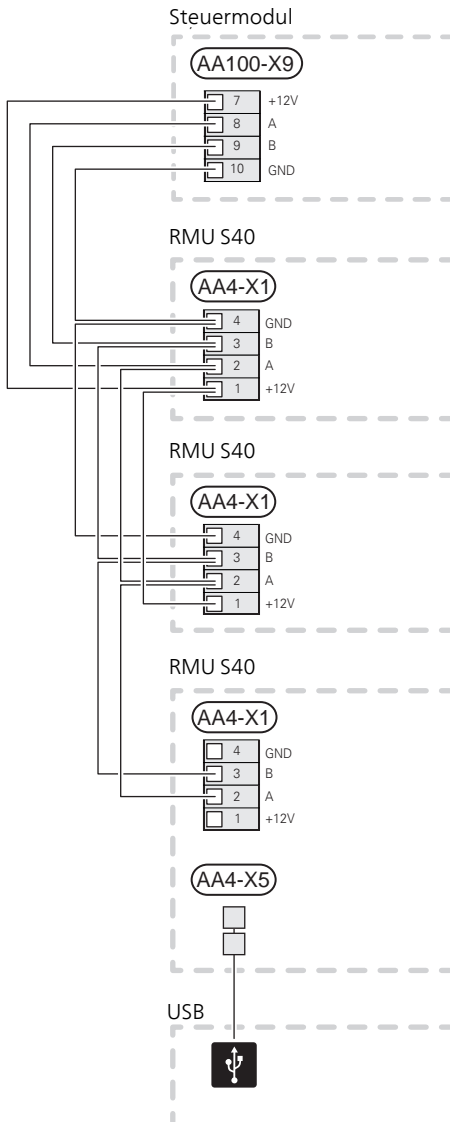 Steuermodul
AA100-X9
7 +12V
8 A
9 B
10 GND
RMU S40
AA4-X1
4 GND
3 B
2 A
1 +12V
RMU S40
AA4-X1
4 GND
3 B
2 A
1 +12V
RMU S40
AA4-X1
4 GND
3 B
2 A
1 +12V
AA4-X5
USB